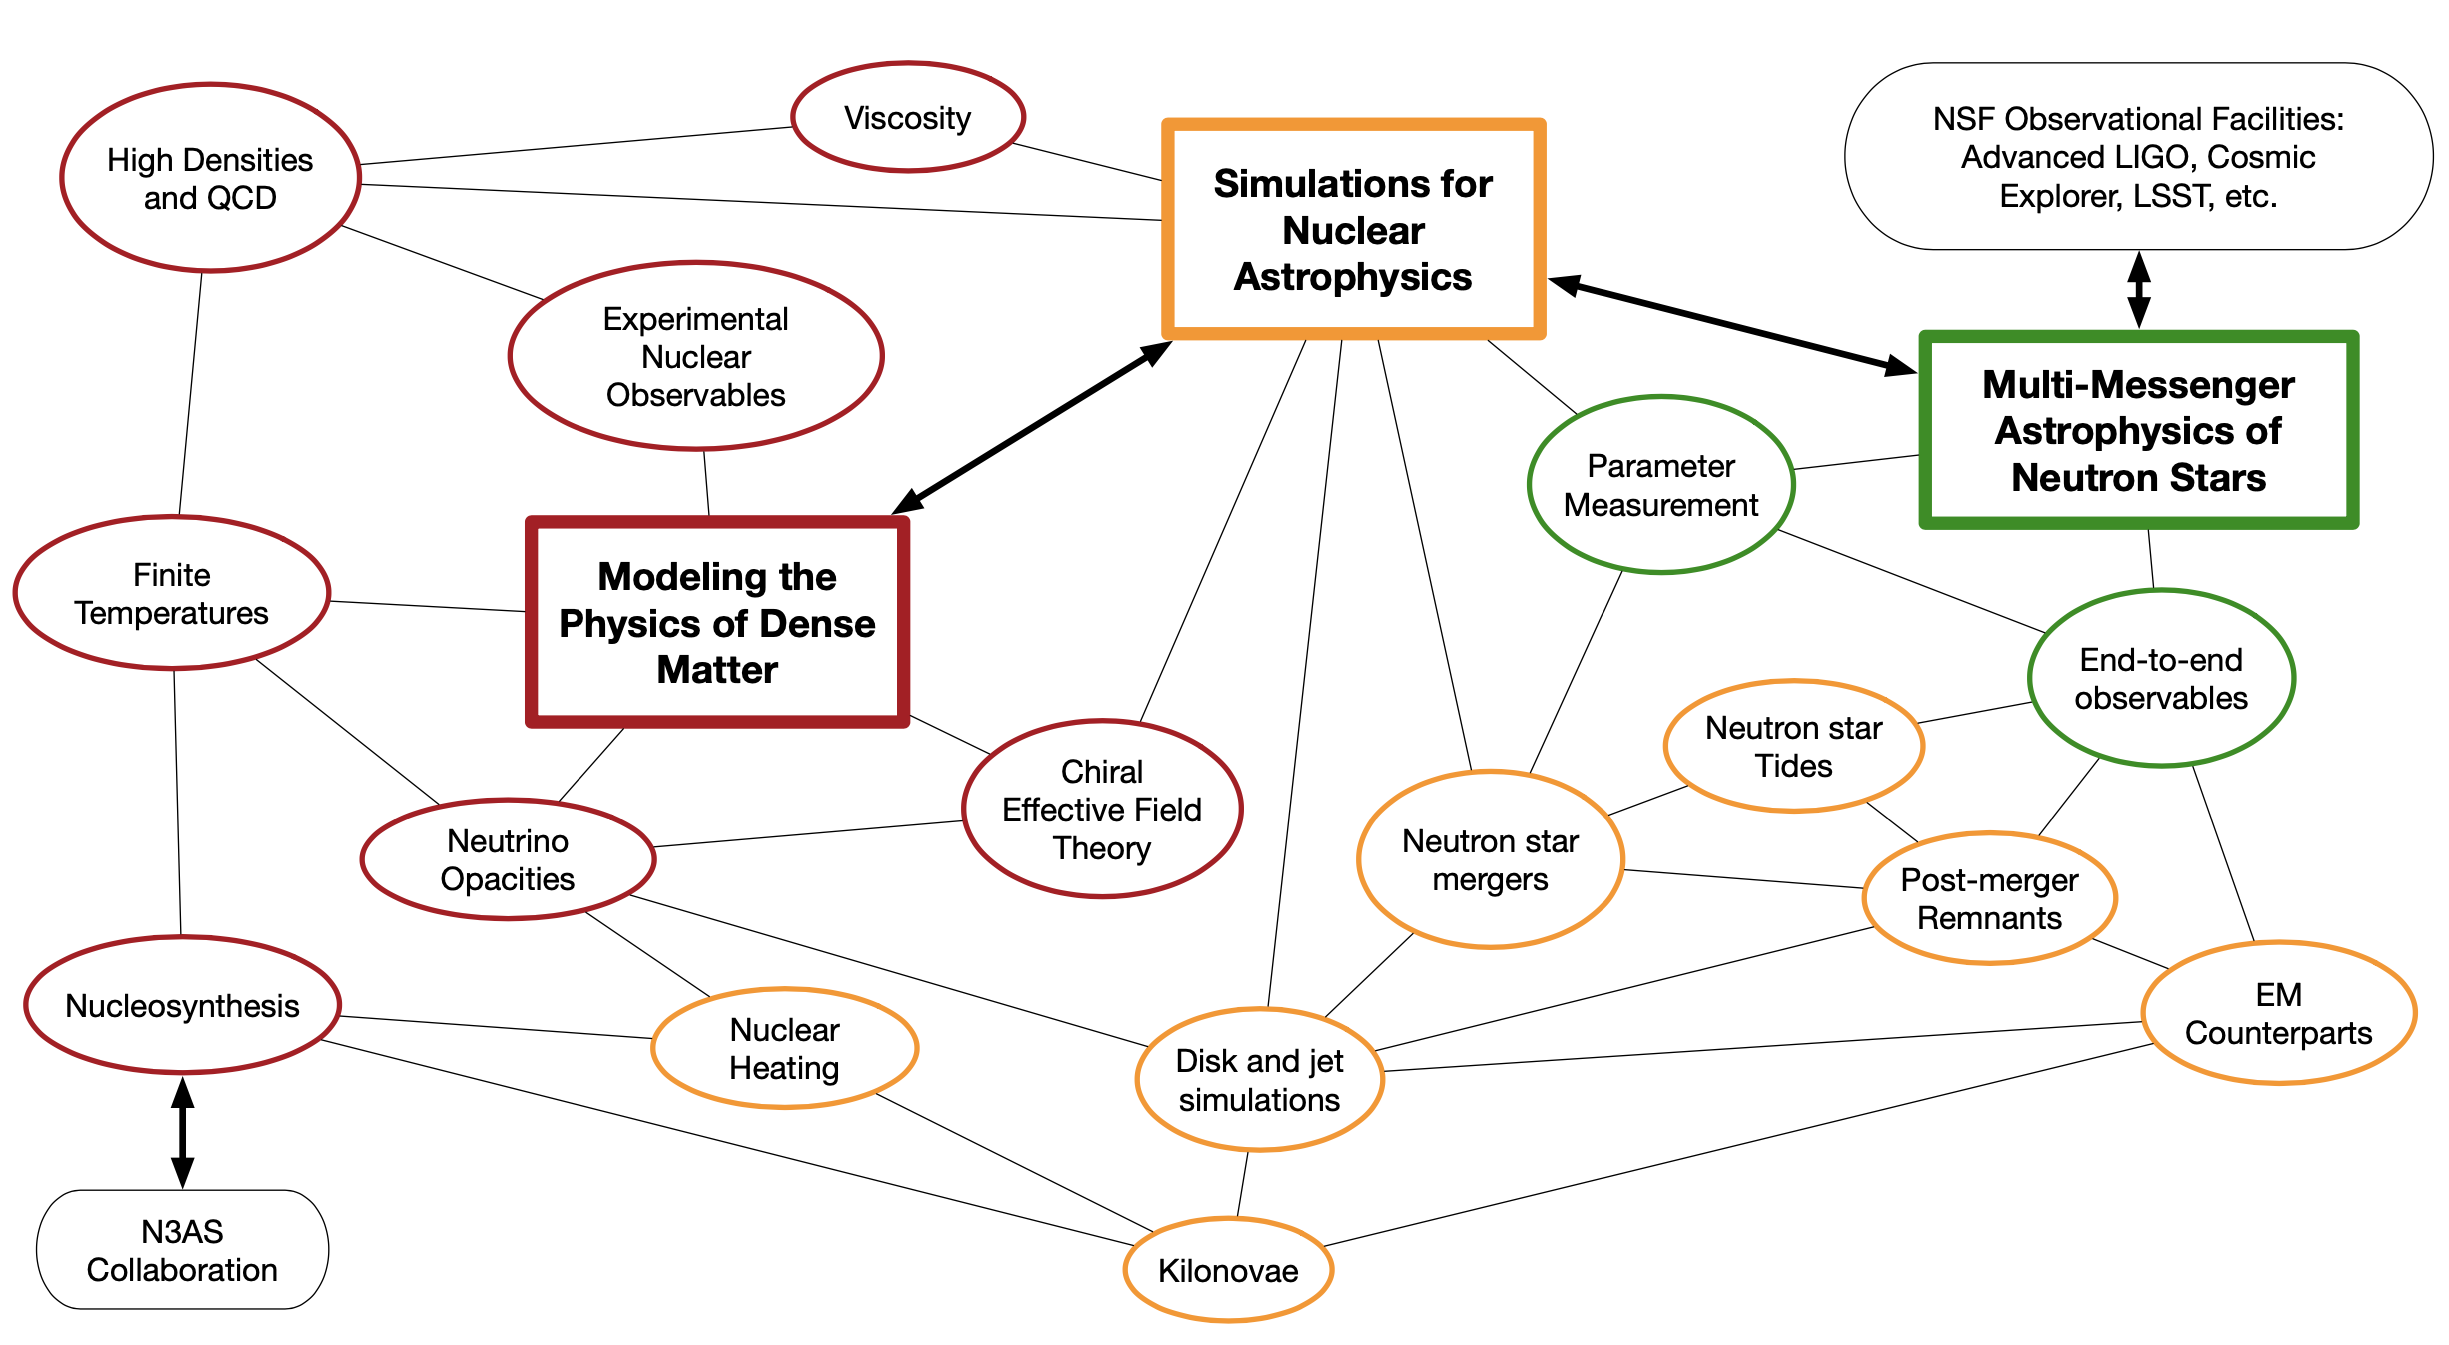 Viscosity
High Densities
and QCD
Simulations for
Nuclear
Astrophysics
NSF Observational Facilities:
Advanced LIGO, Cosmic
Explorer, LSST, etc.
Experimental
Nuclear
Observables
Multi-Messenger
Astrophysics of
Neutron Stars
Parameter
Measurement
Finite
Temperatures
Modeling the
Physics of Dense
Matter
End-to-end
observables
Neutron star
Tides
Chiral
Effective Field
Theory
Neutrino
Opacities
Neutron star
mergers
Post-merger
Remnants
Nucleosynthesis
Nuclear
Heating
Disk and jet
simulations
EM
Counterparts
N3AS
Collaboration
Kilonovae